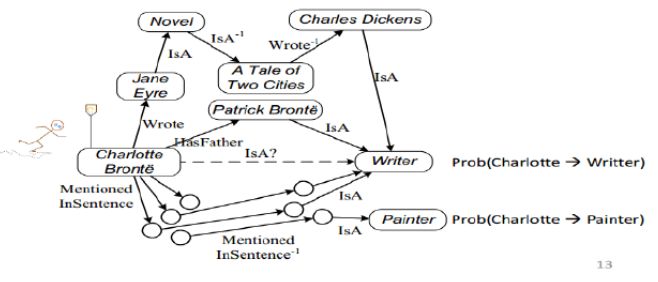 Novel
Charles Dickens
IsA
IsA-1
Wrote-1
A Tale of
Two Cities
IsA
Jane
Eyre
Patrick Brontë
Wrote
HasFather
IsA
Charlotte
Brontë
IsA?
Writer
Prob(Charlotte → Writter)
Mentioned
InSentence
IsA
Painter
Prob(Charlotte → Painter)
Mentioned
InSentence-1
IsA
13